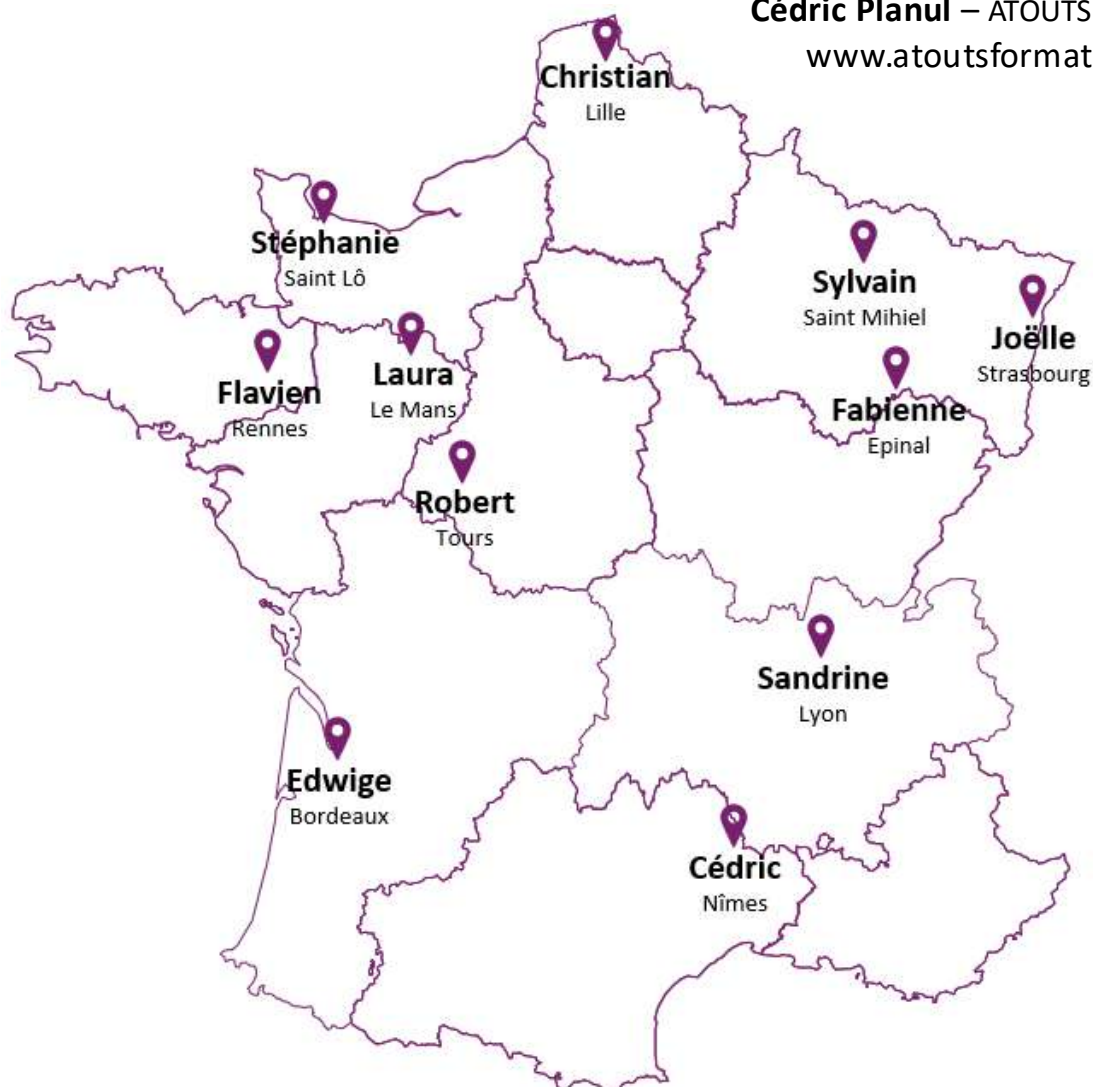 Cédric Planul – ATOUTS
www.atoutsformat
Christian
Lille
Stéphanie
Saint Lô
Sylvain
Saint Mihiel
Joëlle
Strasbourg
Flavien
Rennes
Laura
Le Mans
Fabienne
Epinal
Robert
Tours
Sandrine
Lyon
Edwige
Bordeaux
Cédric
Nîmes